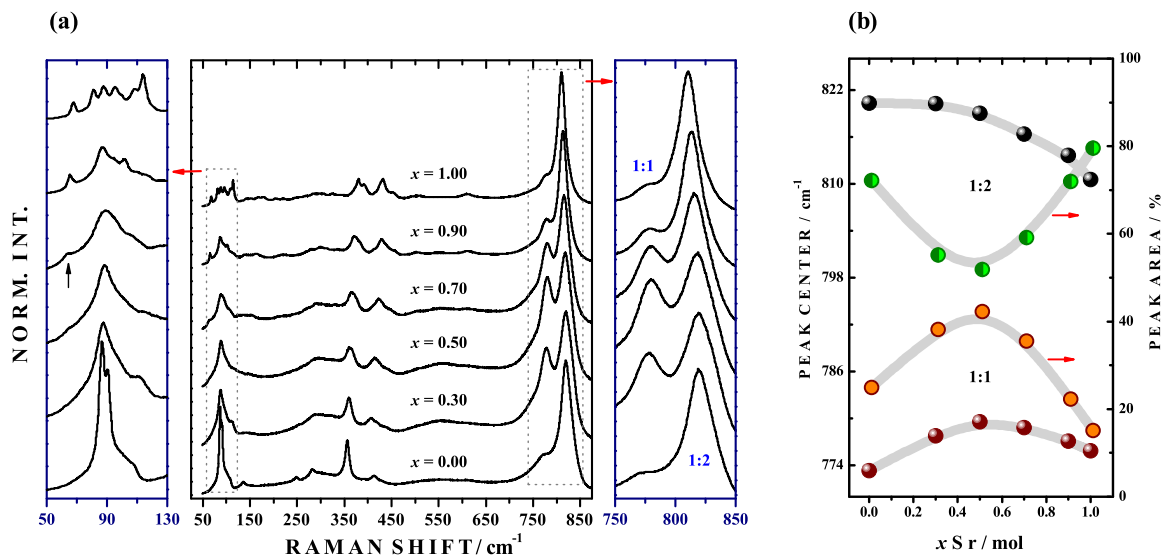 (a)
(b)
NORM. INT.
1:1
1:2
x = 1.00
x = 0.90
x = 0.70
x = 0.50
x = 0.30
x = 0.00
50 90 130
50 150 250 350 450 550 650 750 850
750 800 850
RAMAN SHIFT/cm-1
PEAK CENTER / cm-1
822
810
798
786
774
1:2
1:1
100
80
60
40
20
0
PEAK AREA / %
0.0 0.2 0.4 0.6 0.8 1.0
x Sr / mol